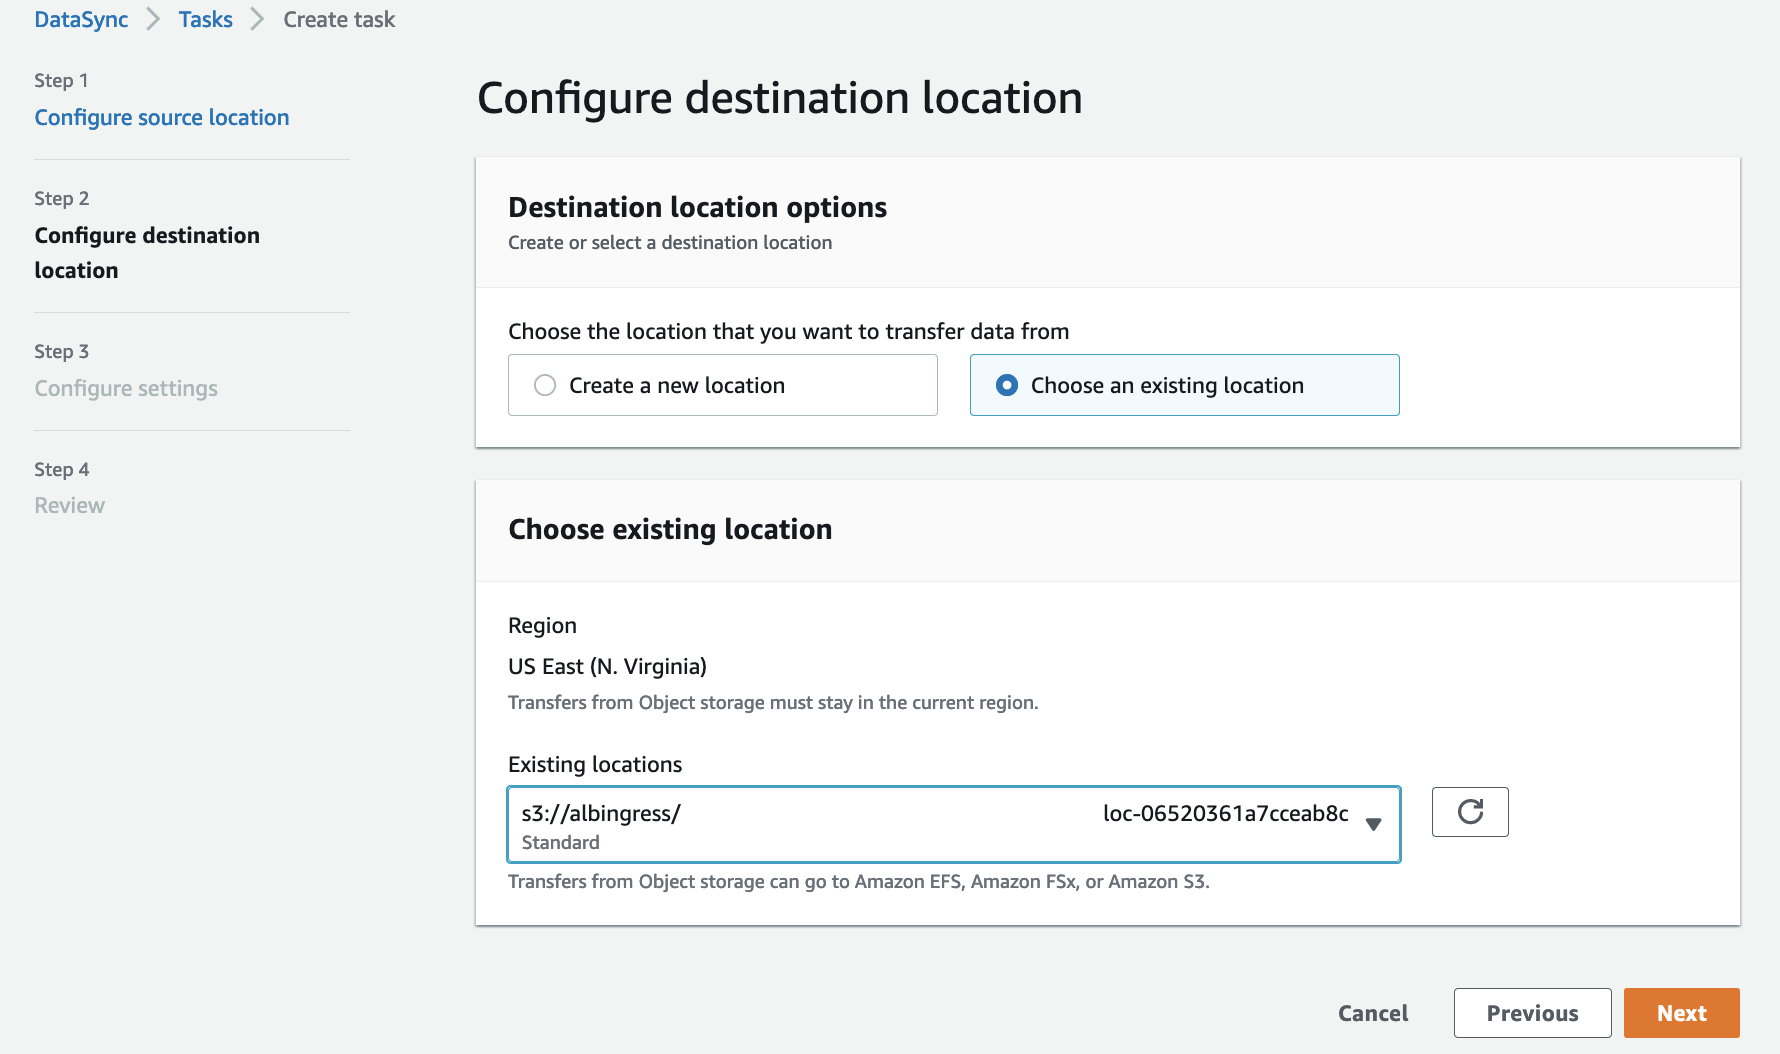 DataSync > Tasks > Create task
Step 1
Configure source location
Step 2
Configure destination
location
Step 3
Configure settings
Step 4
Review
Configure destination location
Destination location options
Create or select a destination location
Choose the location that you want to transfer data from
Create a new location
Choose an existing location
Choose existing location
Region
US East (N. Virginia)
Transfers from Object storage must stay in the current region.
Existing locations
s3://albingress/ loc-06520361a7cceab8c
Standard
Transfers from Object storage can go to Amazon EFS, Amazon FSx, or Amazon S3.
Cancel
Previous
Next